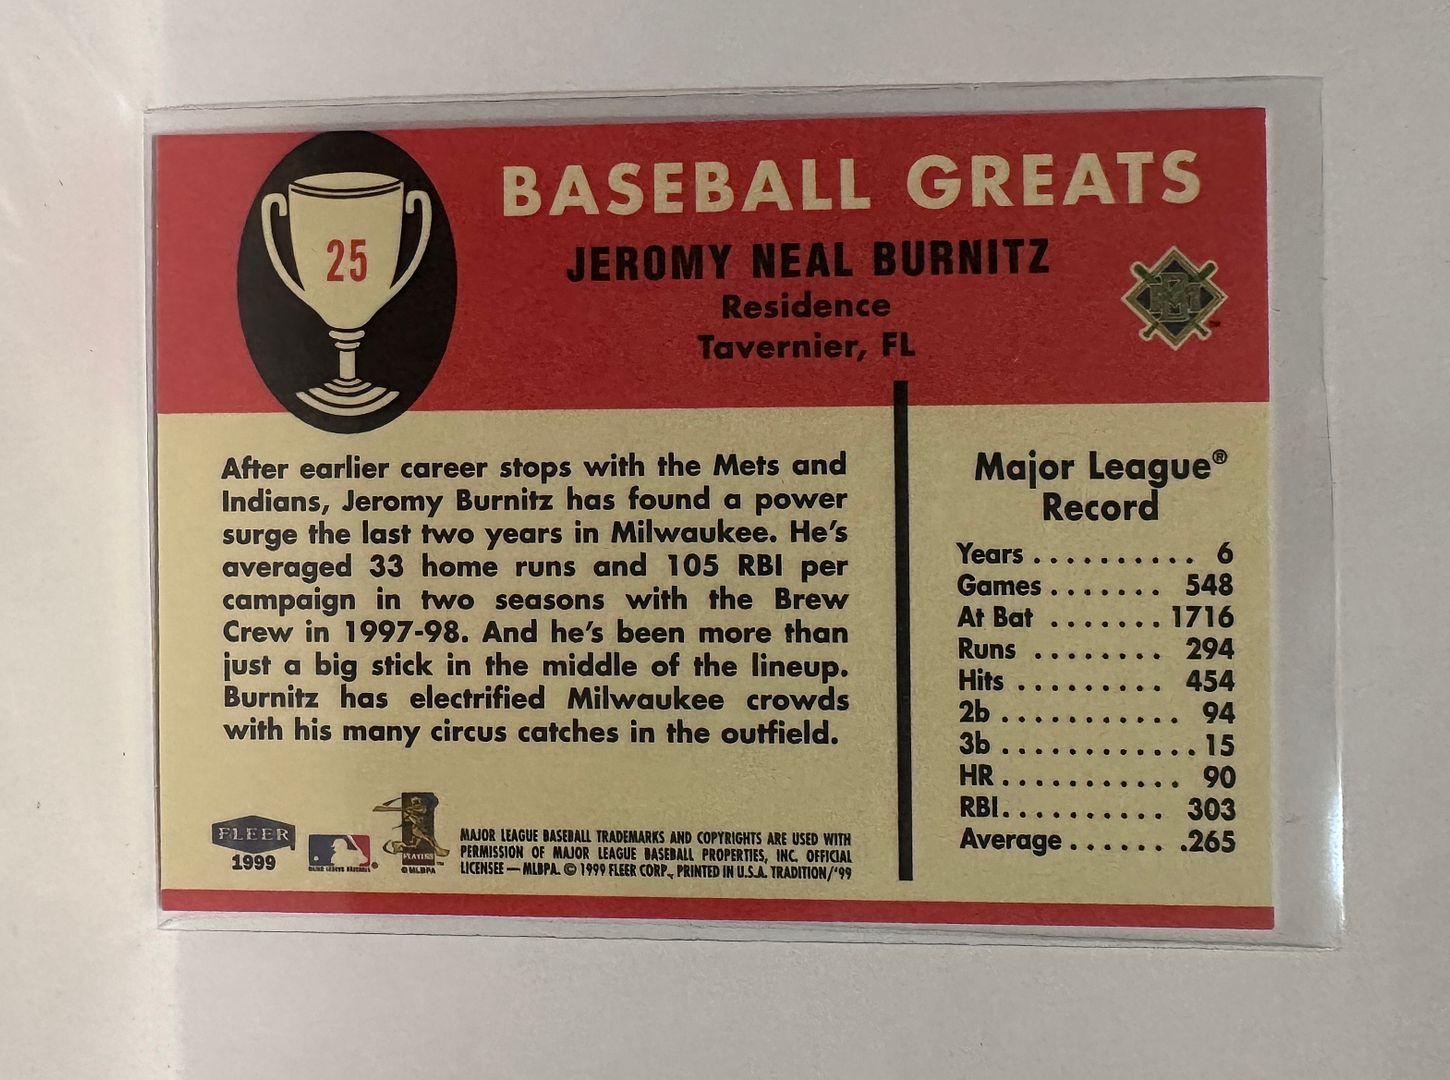 25
BASEBALL GREATS
JEROMY NEAL BURNITZ
Residence
Tavernier, FL
After earlier career stops with the Mets and
Indians, Jeromy Burnitz has found a power
surge the last two years in Milwaukee. He's
averaged 33 home runs and 105 RBI per
campaign in two seasons with the Brew
Crew in 1997-98. And he's been more than
just a big stick in the middle of the lineup.
Burnitz has electrified Milwaukee crowds
with his many circus catches in the outfield.
Major League®
Record
Years .......... 6
Games ....... 548
At Bat ....... 1716
Runs ........ 294
Hits ......... 454
2b ........... 94
3b ............ 15
HR ........... 90
RBI.......... 303
Average ....... .265
FLEER
1999
MAJOR LEAGUE BASEBALL
PLAYERS
© MLBPA
MAJOR LEAGUE BASEBALL TRADEMARKS AND COPYRIGHTS ARE USED WITH
PERMISSION OF MAJOR LEAGUE BASEBALL PROPERTIES, INC. OFFICIAL
LICENSEE — MLBPA. © 1999 FLEER CORP., PRINTED IN U.S.A. TRADITION/'99